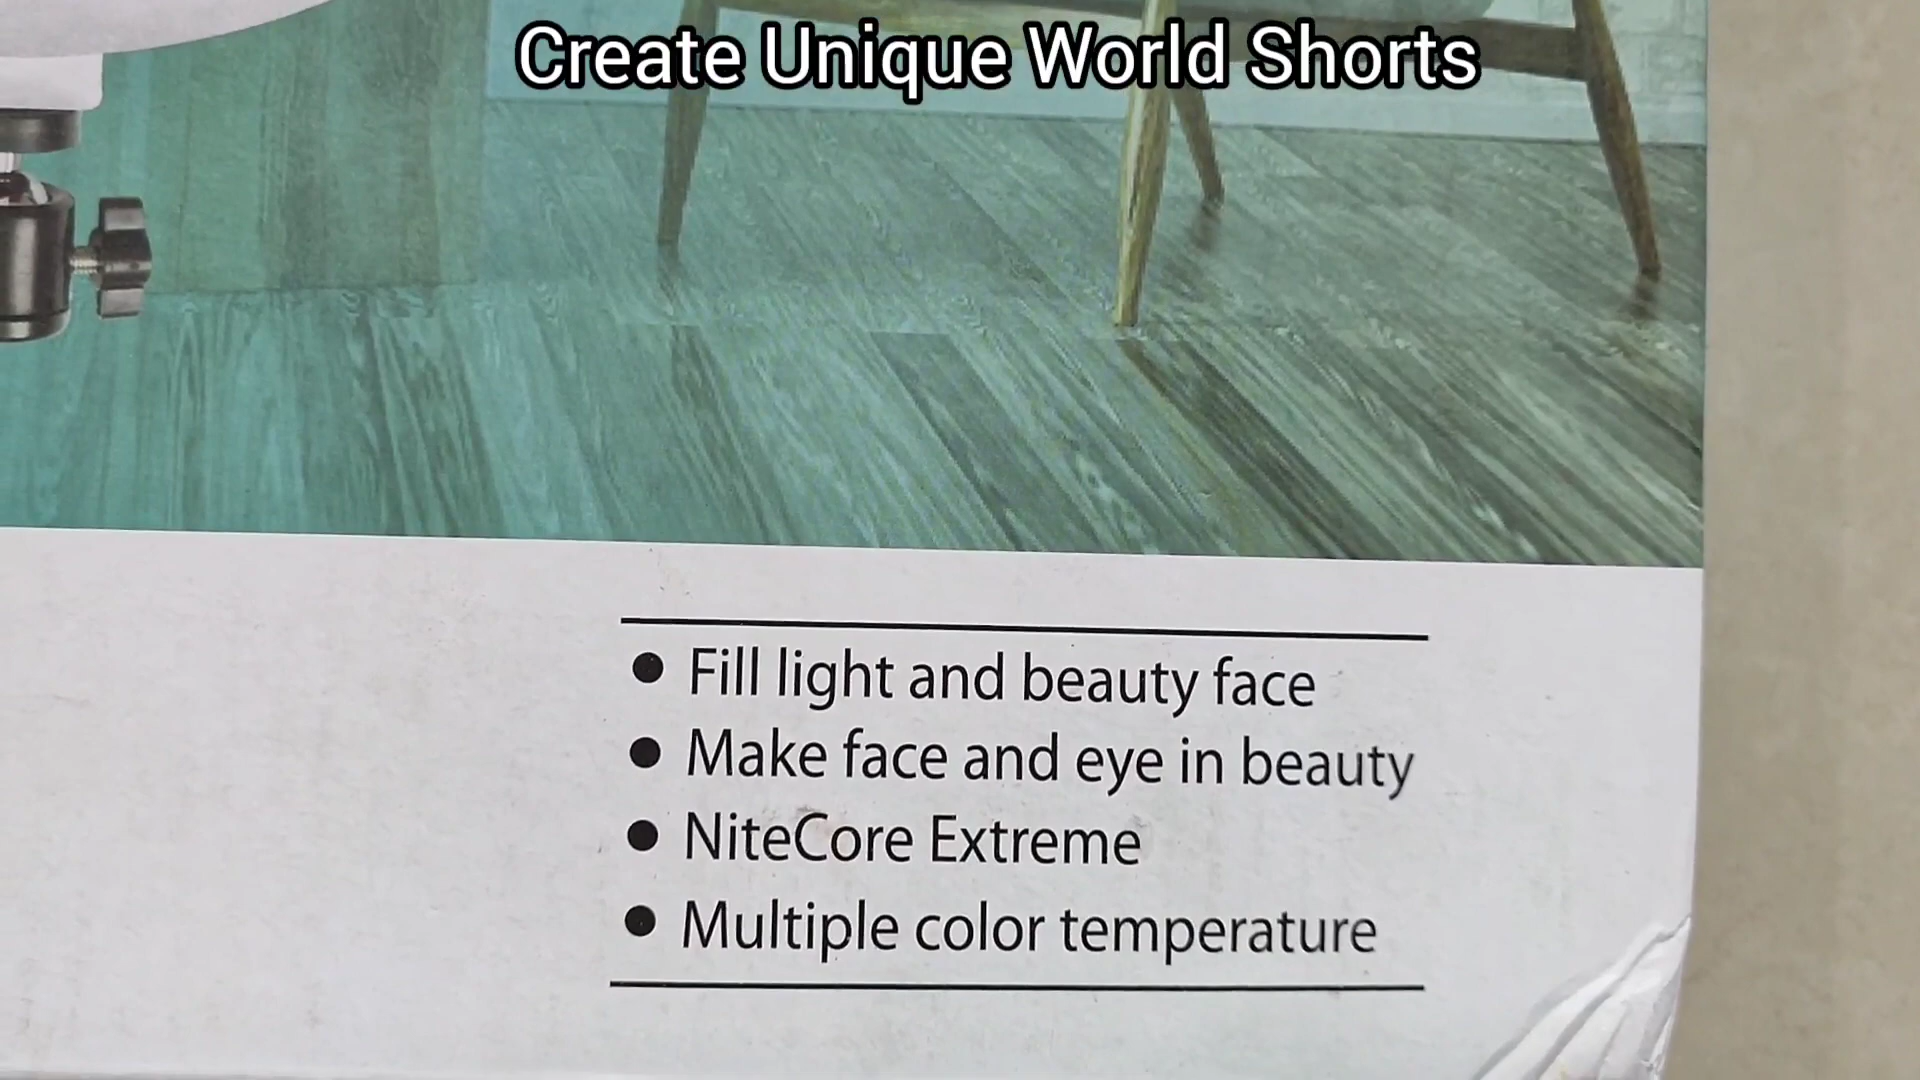 Create Unique World Shorts
● Fill light and beauty face
● Make face and eye in beauty
● NiteCore Extreme
● Multiple color temperature